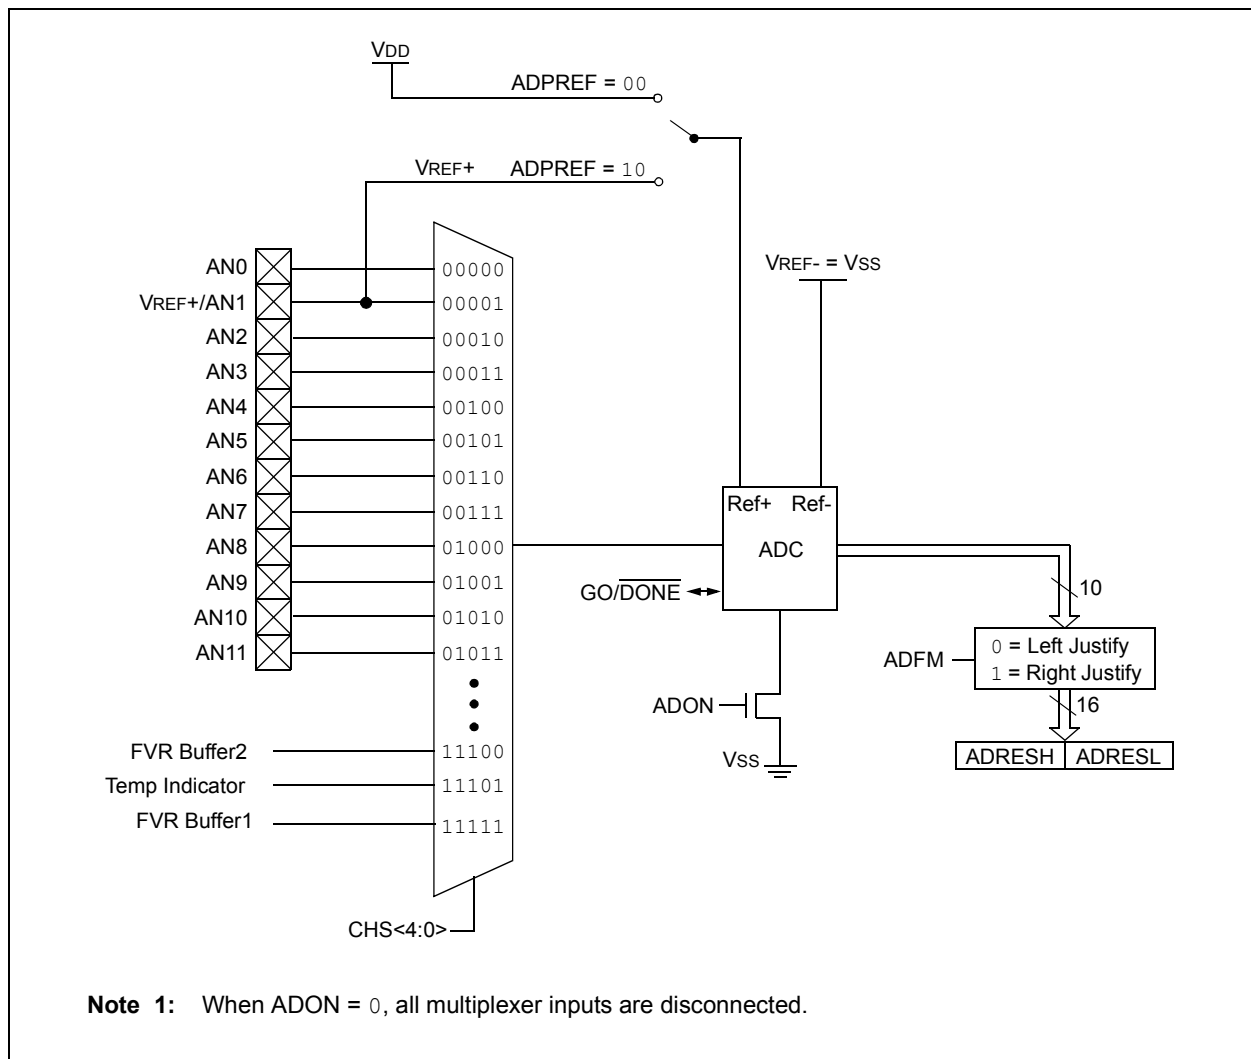 VDD
ADPREF = 00
VREF+ ADPREF = 10
AN0 00000
VREF+/AN1 00001
AN2 00010
AN3 00011
AN4 00100
AN5 00101
AN6 00110
AN7 00111
AN8 01000
AN9 01001
AN10 01010
AN11 01011
FVR Buffer2 11100
Temp Indicator 11101
FVR Buffer1 11111
CHS<4:0>
VREF- = VSS
Ref+ Ref-
ADC
GO/DONE
ADON
VSS
10
ADFM
0 = Left Justify
1 = Right Justify
16
ADRESH ADRESL
Note 1: When ADON = 0, all multiplexer inputs are disconnected.